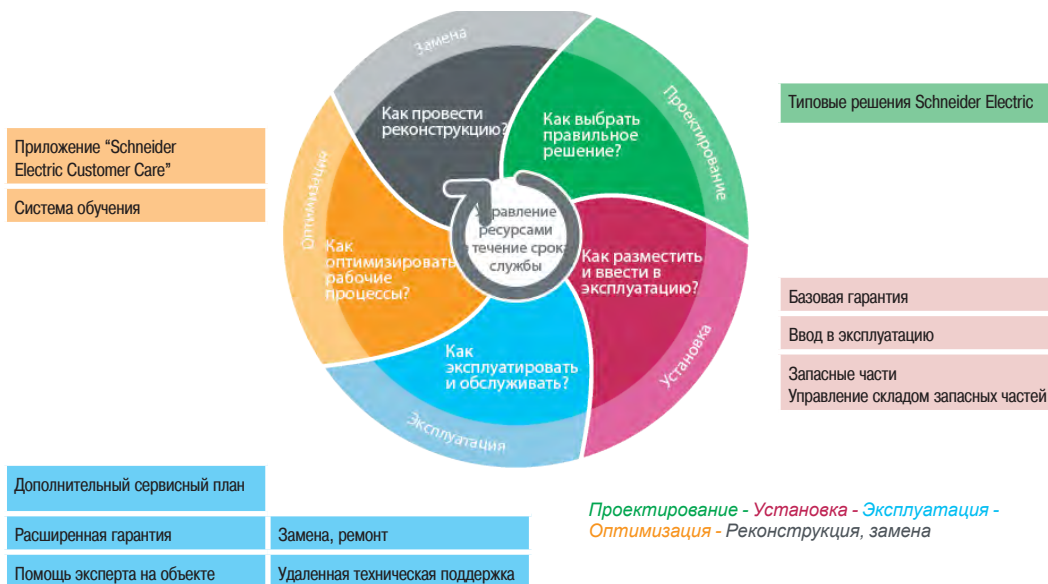 Замена
Проектирование
Установка
Эксплуатация
Оптимизация
Как провести
реконструкцию?
Как выбрать
правильное
решение?
Как разместить
и ввести в
эксплуатацию?
Как
эксплуатировать
и обслуживать?
Как
оптимизировать
рабочие
процессы?
Управление
ресурсами
в течение срока
службы
Типовые решения Schneider Electric
Приложение “Schneider
Electric Customer Care”
Система обучения
Базовая гарантия
Ввод в эксплуатацию
Запасные части
Управление складом запасных частей
Дополнительный сервисный план
Расширенная гарантия
Замена, ремонт
Помощь эксперта на объекте
Удаленная техническая поддержка
Проектирование - Установка - Эксплуатация -
Оптимизация - Реконструкция, замена